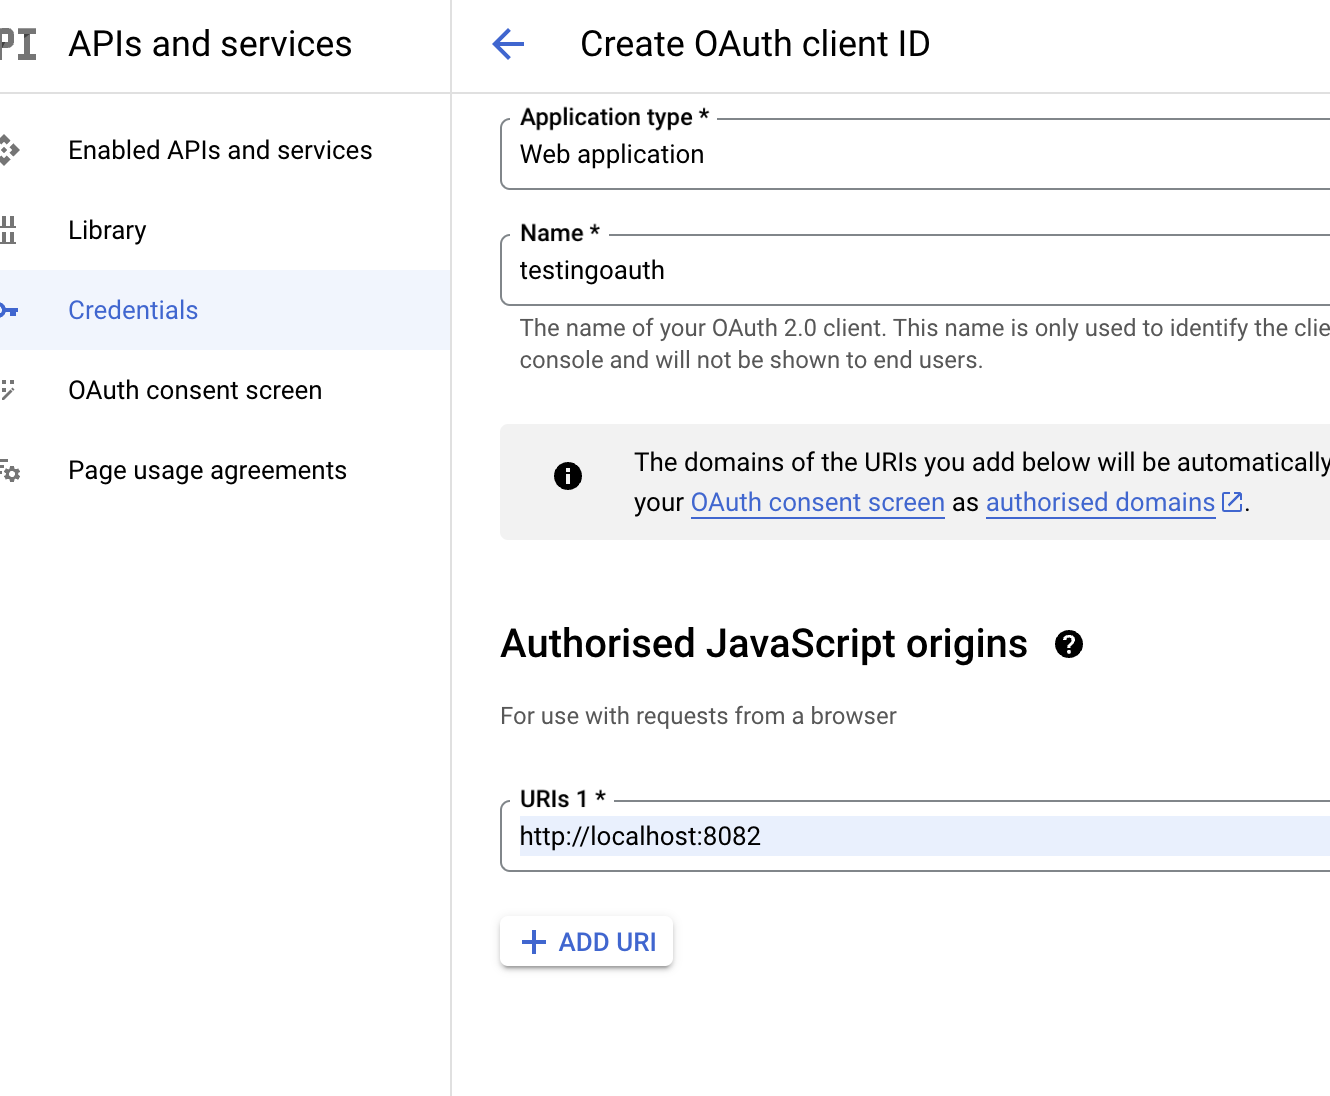 PI APIs and services
Create OAuth client ID
Enabled APIs and services
Library
Credentials
OAuth consent screen
Page usage agreements
Application type *
Web application
Name *
testingoauth
The name of your OAuth 2.0 client. This name is only used to identify the
console and will not be shown to end users.
The domains of the URIs you add below will be automatically
your OAuth consent screen as authorised domains.
Authorised JavaScript origins
For use with requests from a browser
URIs 1 *
http://localhost:8082
ADD URI